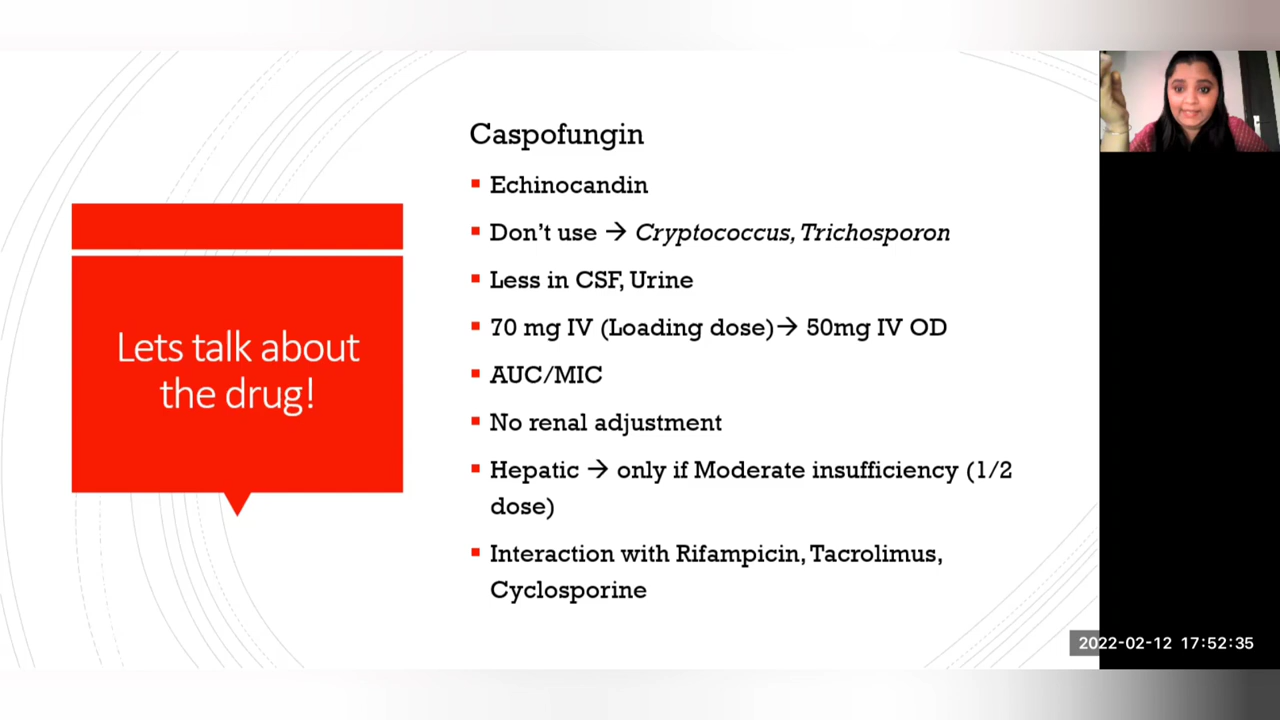 Lets talk about
the drug!
Caspofungin
▪ Echinocandin
▪ Don’t use → Cryptococcus, Trichosporon
▪ Less in CSF, Urine
▪ 70 mg IV (Loading dose)→ 50mg IV OD
▪ AUC/MIC
▪ No renal adjustment
▪ Hepatic → only if Moderate insufficiency (1/2
dose)
▪ Interaction with Rifampicin, Tacrolimus,
Cyclosporine
2022-02-12 17:52:35